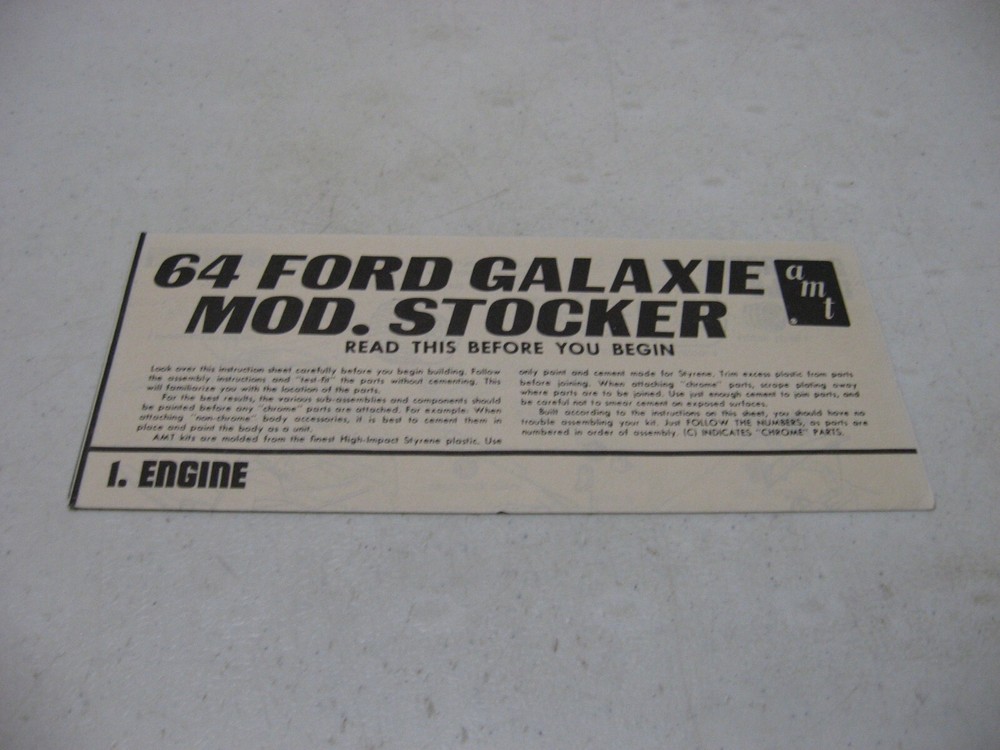 64 FORD GALAXIE
MOD. STOCKER
amt
READ THIS BEFORE YOU BEGIN
Look over this instruction sheet carefully before you begin building. Follow
the assembly instructions and "test-fit" the parts without cementing. This
will familiarize you with the location of the parts.
For the best results, the various sub-assemblies and components should
be painted before any "chrome" parts are attached. For example: When
attaching "non-chrome" body accessories, it is best to cement them in
place and paint the body as a unit.
AMT kits are molded from the finest High-Impact Styrene plastic. Use
only paint and cement made for Styrene. Trim excess plastic from parts
before joining. When attaching "chrome" parts, scrape plating away
where parts are to be joined. Use just enough cement to join parts, and
be careful not to smear cement on exposed surfaces.
Built according to the instructions on this sheet, you should have no
trouble assembling your kit. Just FOLLOW THE NUMBERS, as parts are
numbered in order of assembly. (C) INDICATES "CHROME" PARTS.
1. ENGINE